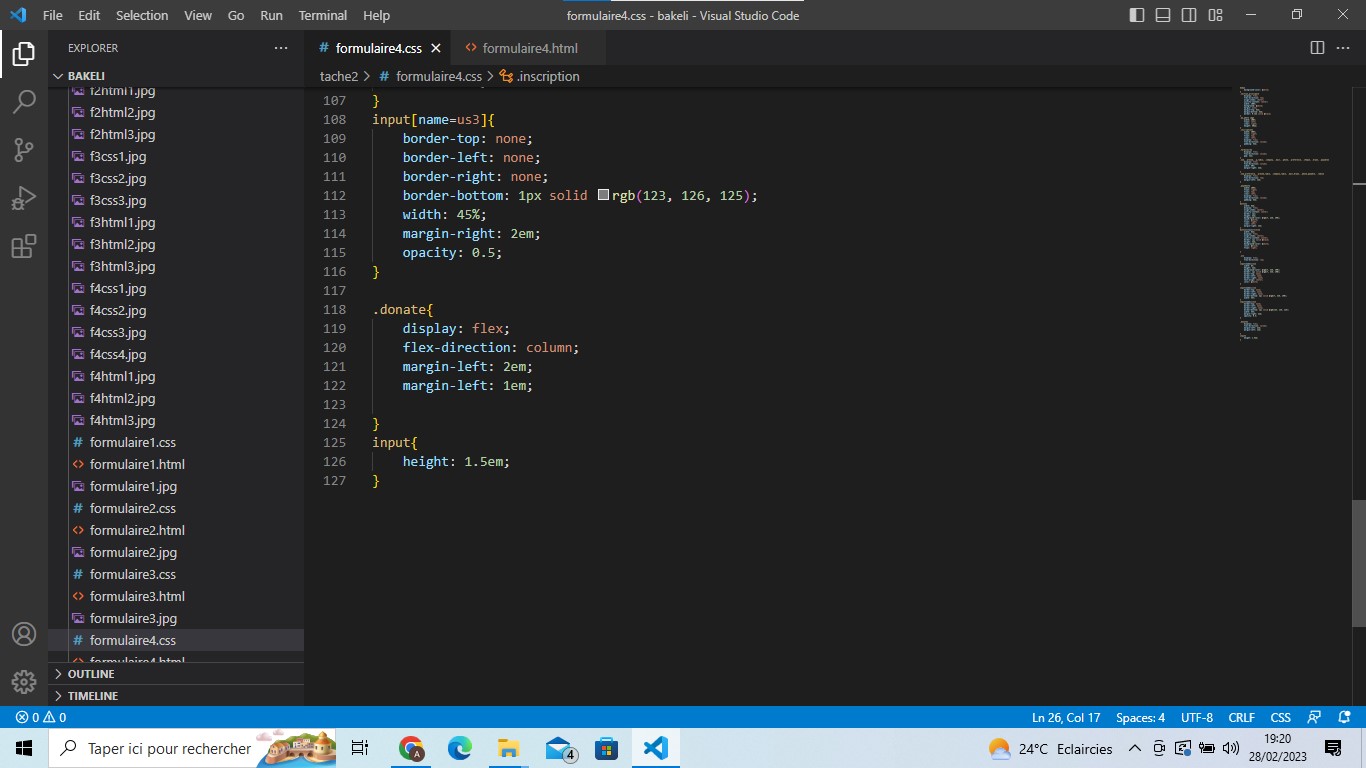 File Edit Selection View Go Run Terminal Help
formulaire4.css - bakeli - Visual Studio Code
EXPLORER
BAKELI
f2html1.jpg
f2html2.jpg
f2html3.jpg
f3css1.jpg
f3css2.jpg
f3css3.jpg
f3html1.jpg
f3html2.jpg
f3html3.jpg
f4css1.jpg
f4css2.jpg
f4css3.jpg
f4css4.jpg
f4html1.jpg
f4html2.jpg
f4html3.jpg
# formulaire1.css
<> formulaire1.html
formulaire1.jpg
# formulaire2.css
<> formulaire2.html
formulaire2.jpg
# formulaire3.css
<> formulaire3.html
formulaire3.jpg
# formulaire4.css
<> formulaire4.html
OUTLINE
TIMELINE
# formulaire4.css
<> formulaire4.html
tache2 > # formulaire4.css > .inscription
107 }
108 input[name=us3]{
109 border-top: none;
110 border-left: none;
111 border-right: none;
112 border-bottom: 1px solid rgb(123, 126, 125);
113 width: 45%;
114 margin-right: 2em;
115 opacity: 0.5;
116 }
117
118 .donate{
119 display: flex;
120 flex-direction: column;
121 margin-left: 2em;
122 margin-left: 1em;
123
124 }
125 input{
126 height: 1.5em;
127 }
0 0
Ln 26, Col 17 Spaces: 4 UTF-8 CRLF CSS
Taper ici pour rechercher
A
4
24°C Eclaircies
19:20
28/02/2023